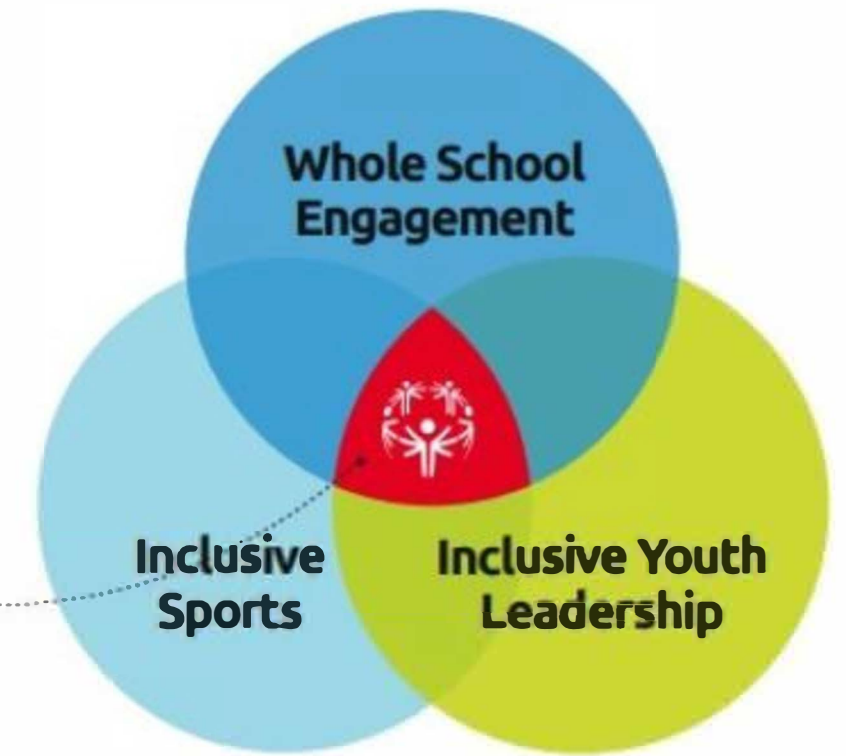 Whole School
Engagement
Inclusive
Sports
Inclusive Youth
Leadership